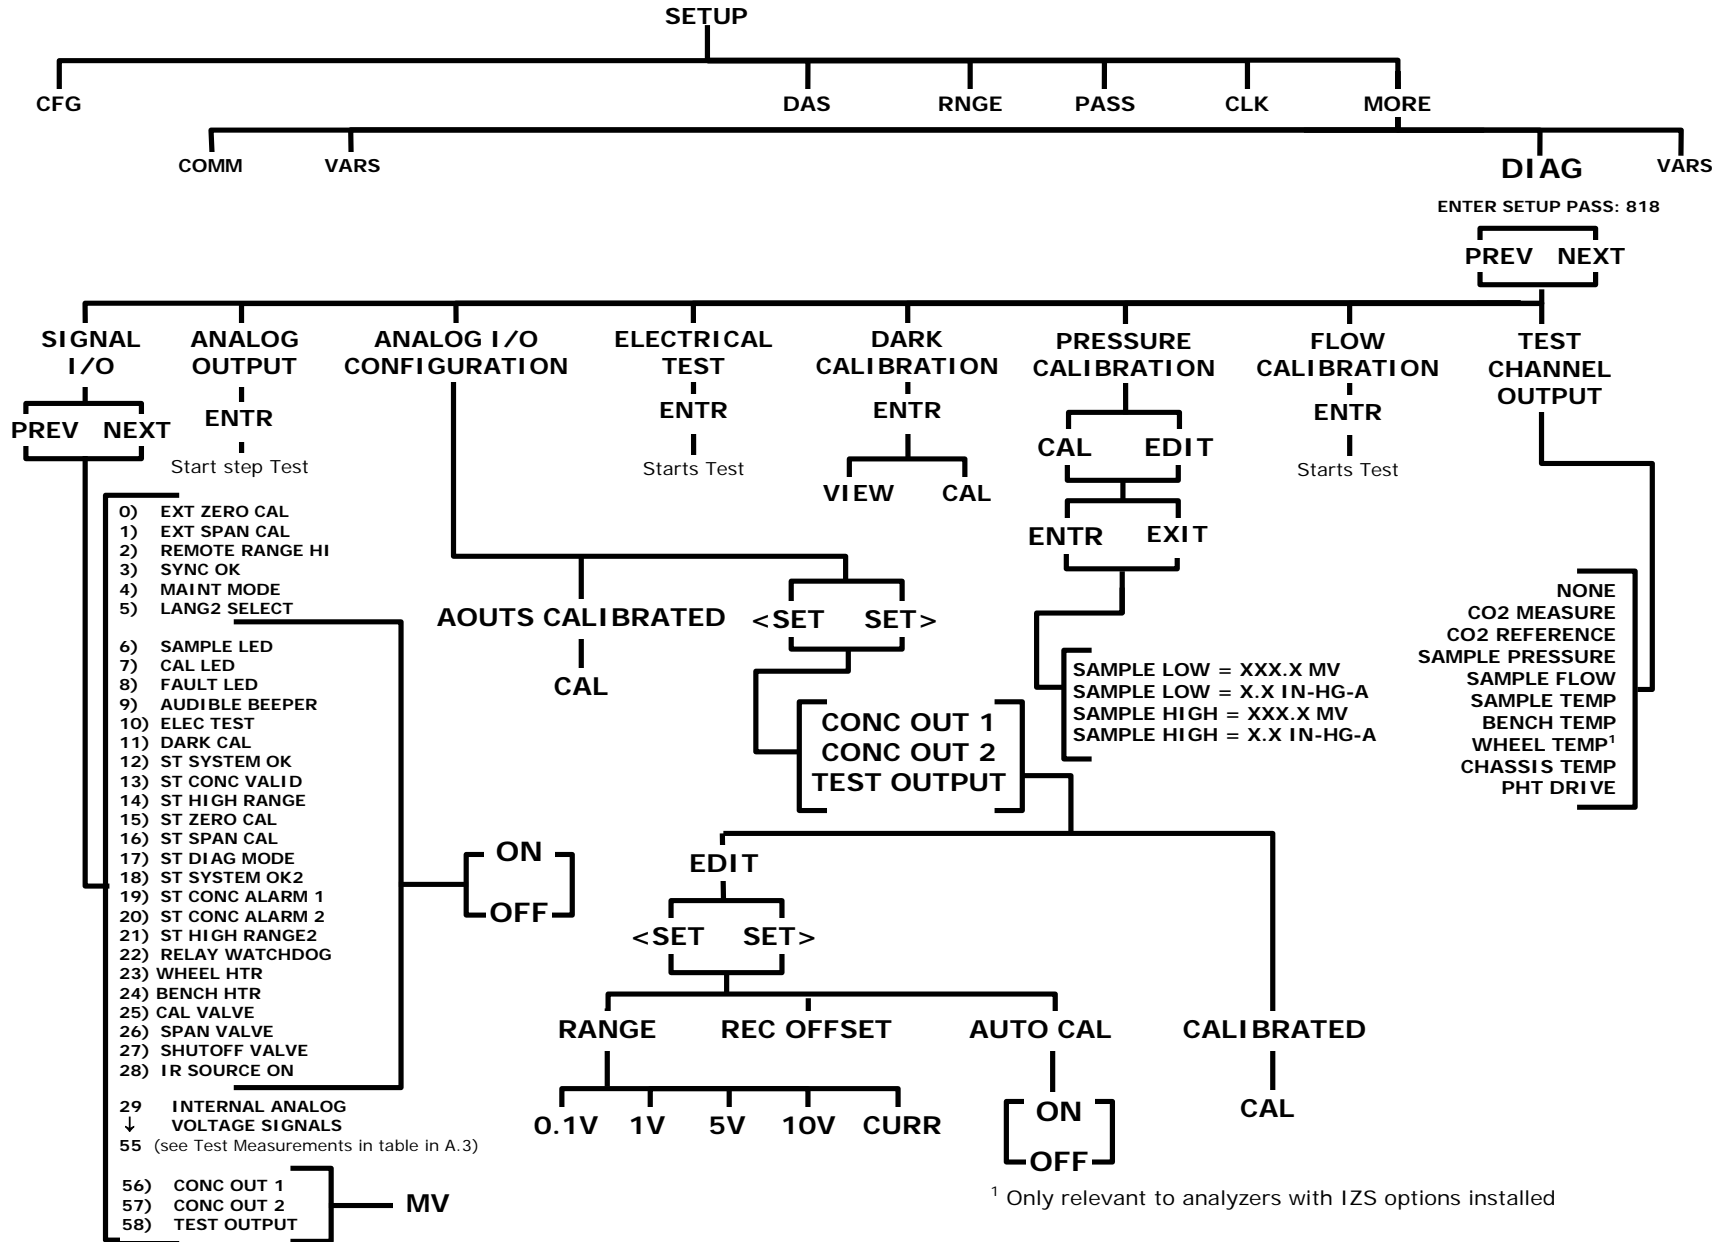 SETUP
CFG
DAS
RNGE
PASS
CLK
MORE
COMM
VARS
DIAG
VARS
ENTER SETUP PASS: 818
PREV NEXT
SIGNAL
I/O
ANALOG
OUTPUT
ANALOG I/O
CONFIGURATION
ELECTRICAL
TEST
DARK
CALIBRATION
PRESSURE
CALIBRATION
FLOW
CALIBRATION
TEST
CHANNEL
OUTPUT
PREV NEXT
ENTR
Start step Test
ENTR
Starts Test
ENTR
VIEW CAL
CAL EDIT
ENTR EXIT
ENTR
Starts Test
0) EXT ZERO CAL
1) EXT SPAN CAL
2) REMOTE RANGE HI
3) SYNC OK
4) MAINT MODE
5) LANG2 SELECT
6) SAMPLE LED
7) CAL LED
8) FAULT LED
9) AUDIBLE BEEPER
10) ELEC TEST
11) DARK CAL
12) ST SYSTEM OK
13) ST CONC VALID
14) ST HIGH RANGE
15) ST ZERO CAL
16) ST SPAN CAL
17) ST DIAG MODE
18) ST SYSTEM OK2
19) ST CONC ALARM 1
20) ST CONC ALARM 2
21) ST HIGH RANGE2
22) RELAY WATCHDOG
23) WHEEL HTR
24) BENCH HTR
25) CAL VALVE
26) SPAN VALVE
27) SHUTOFF VALVE
28) IR SOURCE ON
29 INTERNAL ANALOG
↓ VOLTAGE SIGNALS
55 (see Test Measurements in table in A.3)
56) CONC OUT 1
57) CONC OUT 2
58) TEST OUTPUT
MV
ON
OFF
AOUTS CALIBRATED
CAL
<SET SET>
CONC OUT 1
CONC OUT 2
TEST OUTPUT
SAMPLE LOW = XXX.X MV
SAMPLE LOW = X.X IN-HG-A
SAMPLE HIGH = XXX.X MV
SAMPLE HIGH = X.X IN-HG-A
NONE
CO2 MEASURE
CO2 REFERENCE
SAMPLE PRESSURE
SAMPLE FLOW
SAMPLE TEMP
BENCH TEMP
WHEEL TEMP¹
CHASSIS TEMP
PHT DRIVE
EDIT
<SET SET>
RANGE
REC OFFSET
AUTO CAL
CALIBRATED
0.1V 1V 5V 10V CURR
ON
OFF
CAL
¹ Only relevant to analyzers with IZS options installed